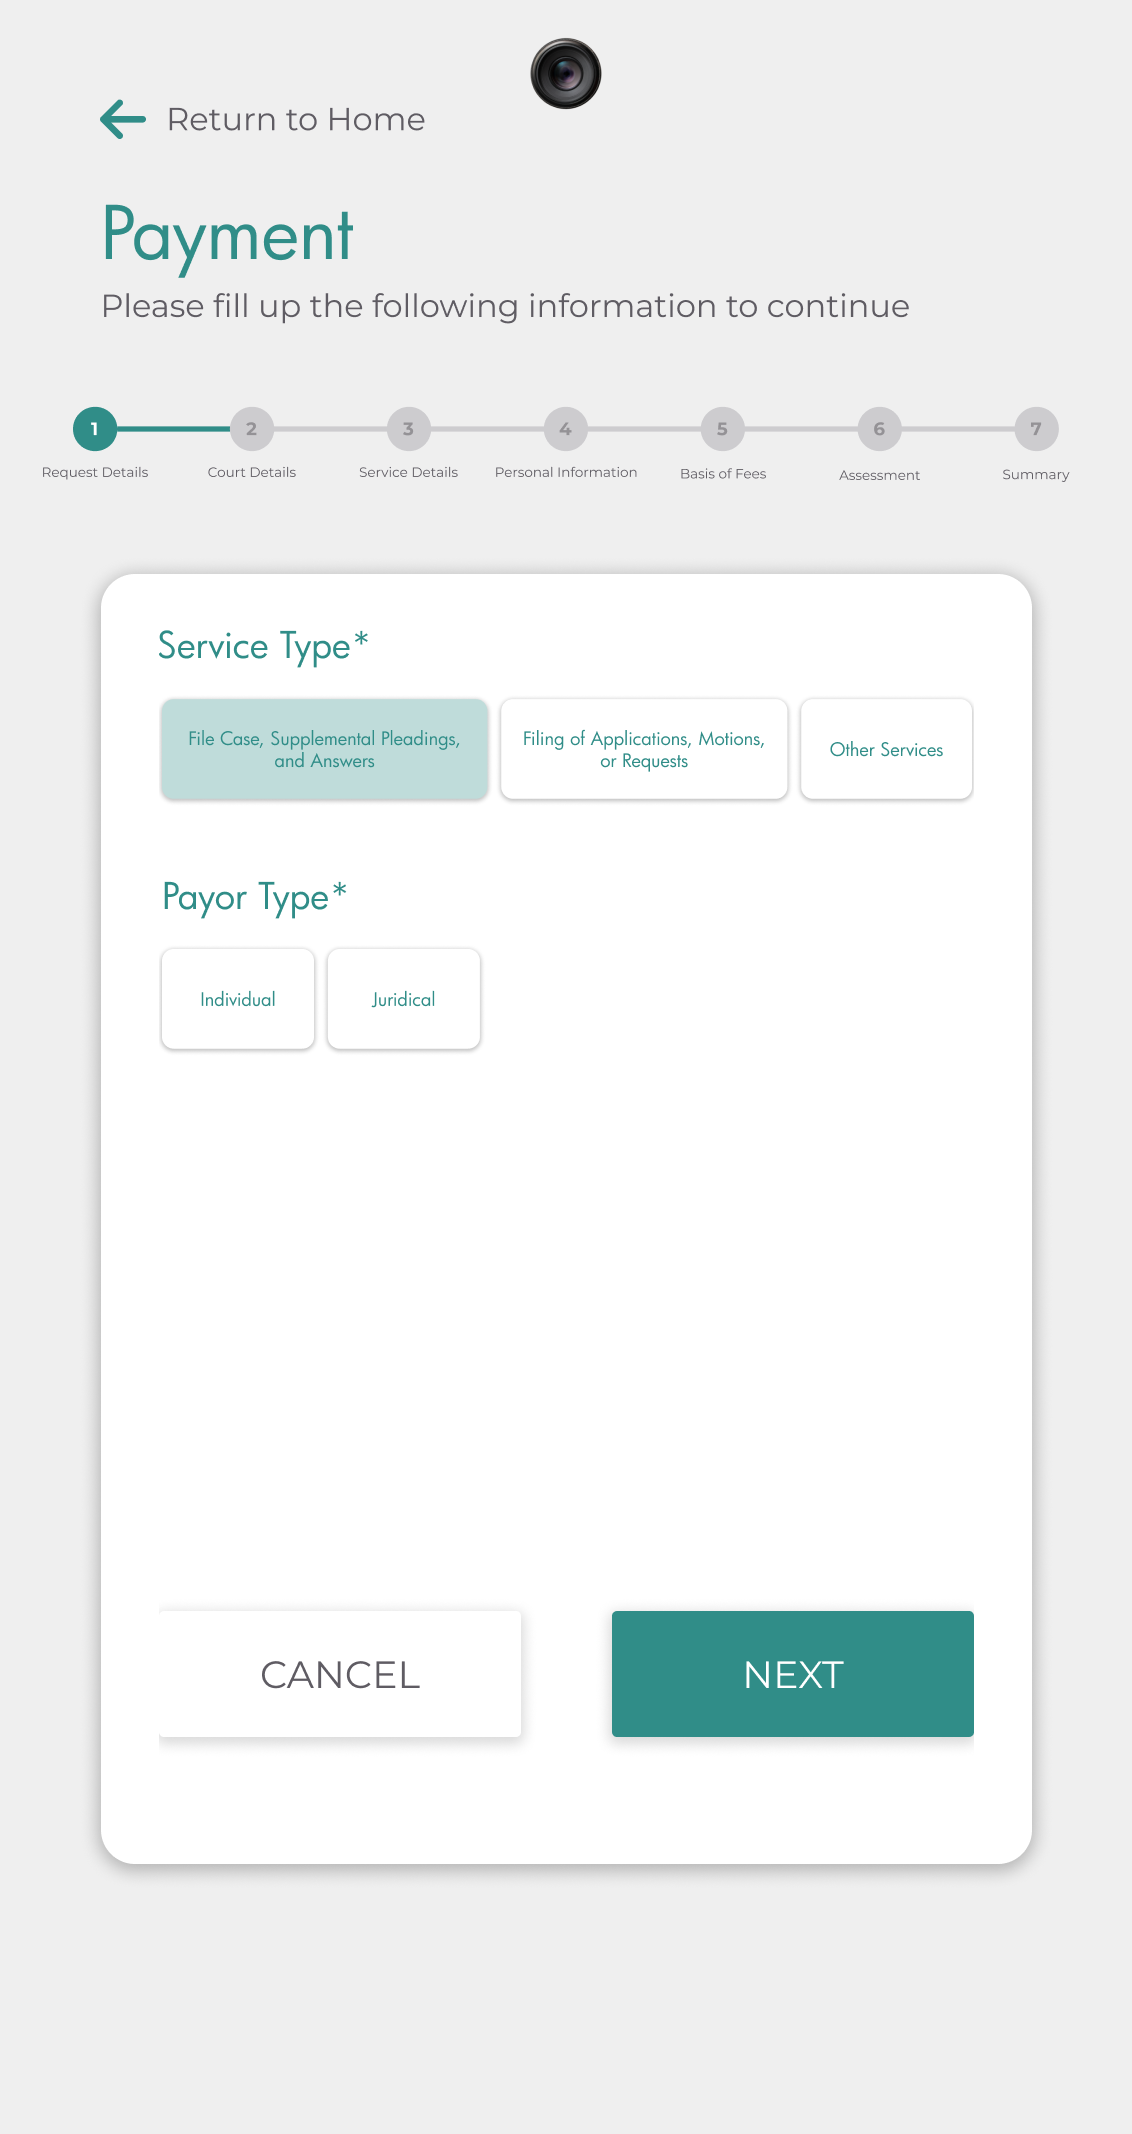 Return to Home
Payment
Please fill up the following information to continue
1 2 3 4 5 6 7
Request Details Court Details Service Details Personal Information Basis of Fees Assessment Summary
Service Type*
File Case, Supplemental Pleadings,
and Answers
Filing of Applications, Motions,
or Requests
Other Services
Payor Type*
Individual Juridical
CANCEL NEXT